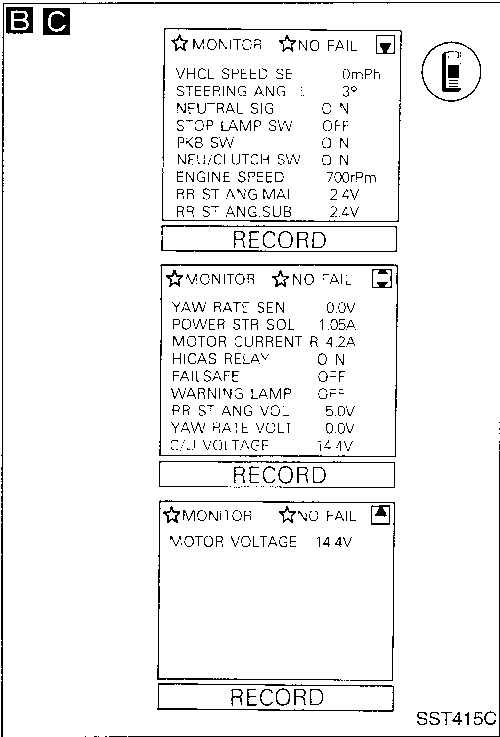 B C
☆MONITOR ☆NO FAIL ▼
VHCL SPEED SE 0mPh
STEERING ANG L 3°
NEUTRAL SIG O N
STOP LAMP SW OFF
PKB SW O N
NEU/CLUTCH SW O N
ENGINE SPEED 700rPm
RR ST ANG.MAI 2.4V
RR ST ANG.SUB 2.4V
RECORD
☆MONITOR ☆NO FAIL
YAW RATE SEN 0.0V
POWER STR SOL 1.05A
MOTOR CURRENT R 4.2A
HICAS RELAY O N
FAILSAFE OFF
WARNING LAMP OFF
RR ST ANG VOL 5.0V
YAW RATE VOLT 0.0V
C/U VOLTAGE 14.4V
RECORD
☆MONITOR ☆NO FAIL ▲
MOTOR VOLTAGE 14.4V
RECORD
SST415C